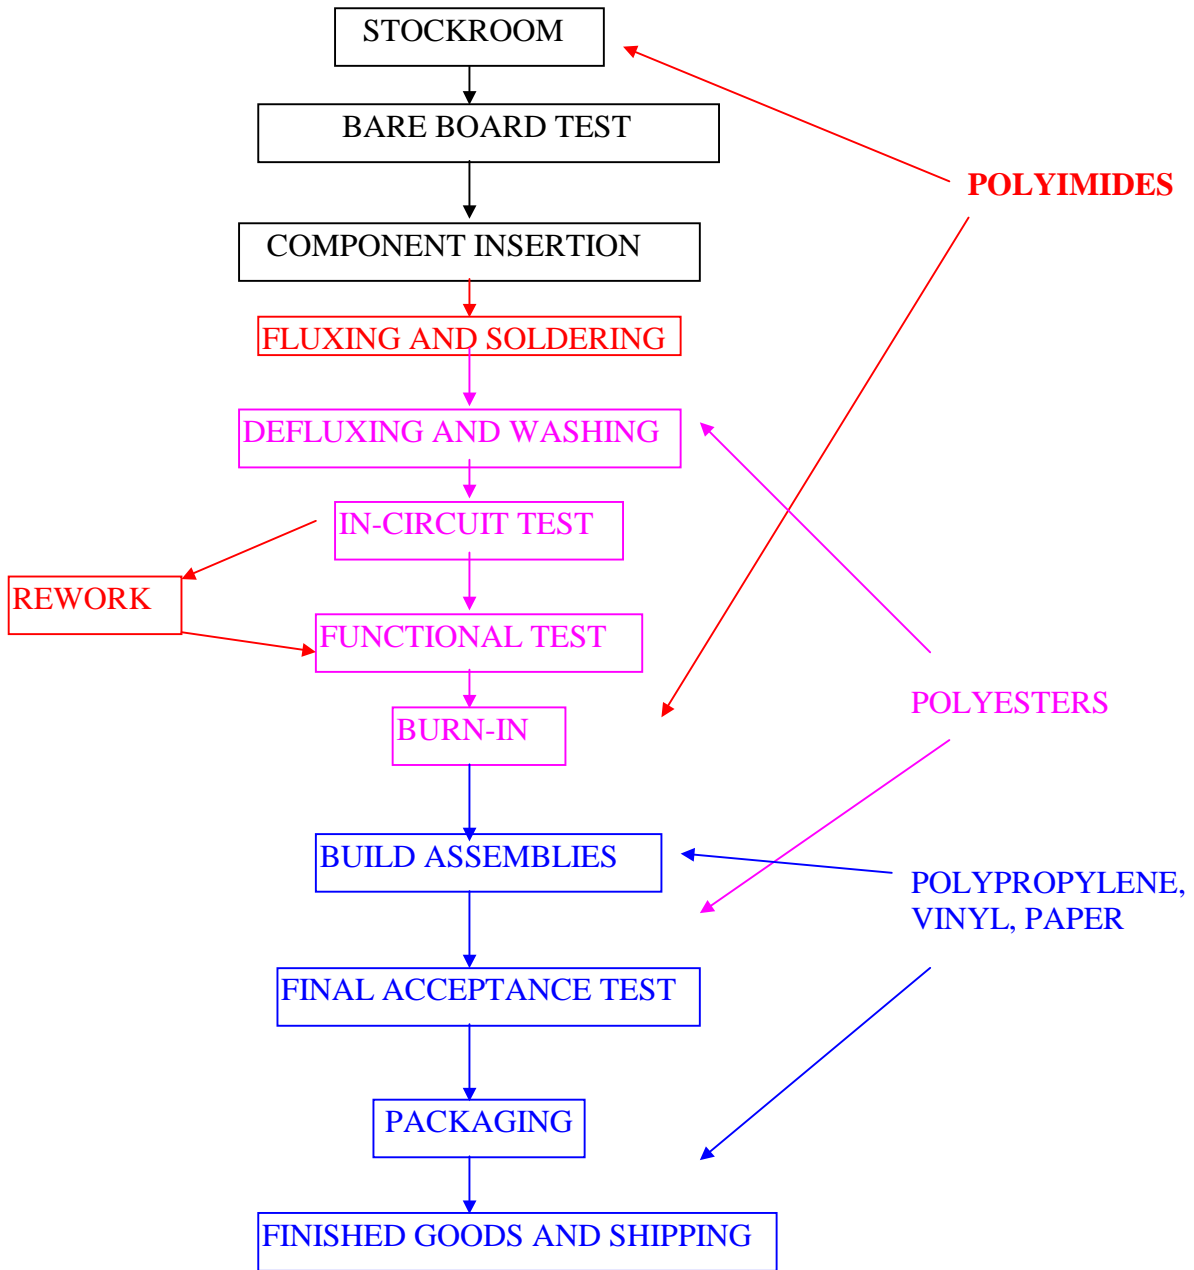 STOCKROOM
BARE BOARD TEST
POLYIMIDES
COMPONENT INSERTION
FLUXING AND SOLDERING
DEFLUXING AND WASHING
IN-CIRCUIT TEST
REWORK
FUNCTIONAL TEST
POLYESTERS
BURN-IN
BUILD ASSEMBLIES
POLYPROPYLENE,
VINYL, PAPER
FINAL ACCEPTANCE TEST
PACKAGING
FINISHED GOODS AND SHIPPING